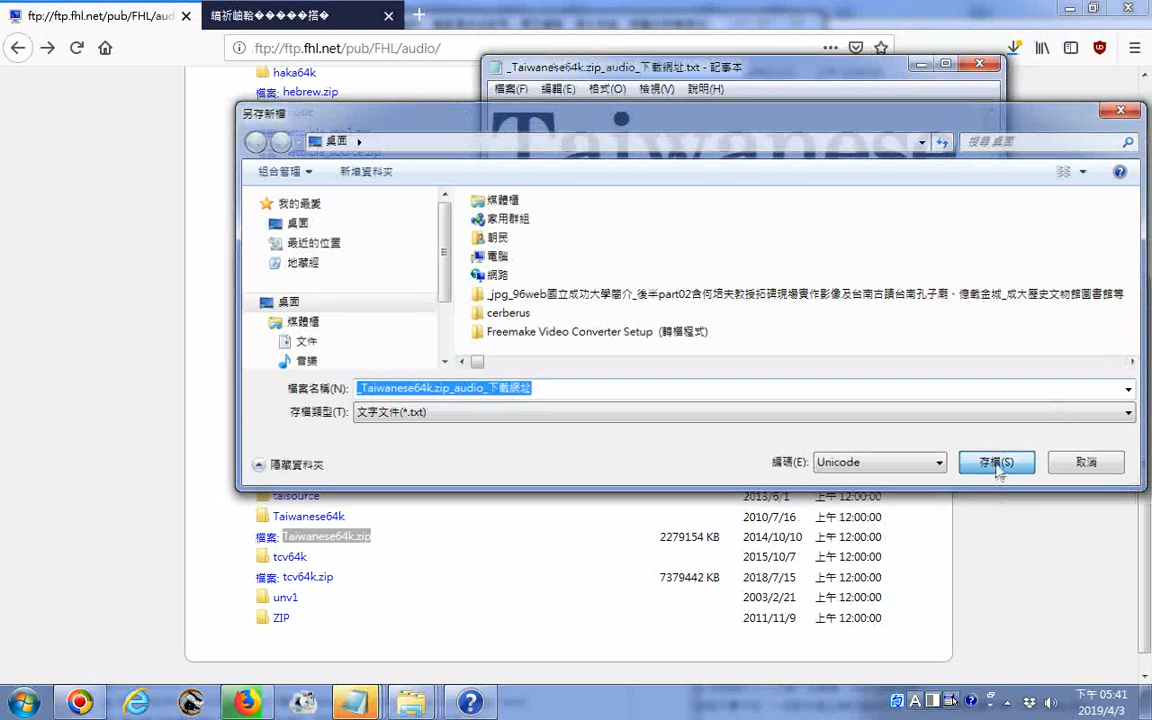 ftp://ftp.fhl.net/pub/FHL/aud
ftp://ftp.fhl.net/pub/FHL/audio/
haka64k
檔案: hebrew.zip
_Taiwanese64k.zip_audio_下載網址.txt - 記事本
檔案(F) 編輯(E) 格式(O) 檢視(V) 說明(H)
Taiwanese
另存新檔
桌面
搜尋 桌面
組合管理 新增資料夾
我的最愛
桌面
最近的位置
地藏經
桌面
媒體櫃
文件
音樂
媒體櫃
家用群組
朝民
電腦
網路
_jpg_96web國立成功大學簡介_後半part02含何培夫教授拓碑現場實作影像及台南古蹟台南孔子廟、億載金城_成大歷史文物館圖書館等
cerberus
Freemake Video Converter Setup (轉檔程式)
檔案名稱(N): _Taiwanese64k.zip_audio_下載網址
存檔類型(T): 文字文件(*.txt)
隱藏資料夾
編碼(E): Unicode
存檔(S)
取消
taisource 2013/6/1 上午 12:00:00
Taiwanese64k 2010/7/16 上午 12:00:00
檔案: Taiwanese64k.zip 2279154 KB 2014/10/10 上午 12:00:00
tcv64k 2015/10/7 上午 12:00:00
檔案: tcv64k.zip 7379442 KB 2018/7/15 上午 12:00:00
unv1 2003/2/21 上午 12:00:00
ZIP 2011/11/9 上午 12:00:00
下午 05:41
2019/4/3